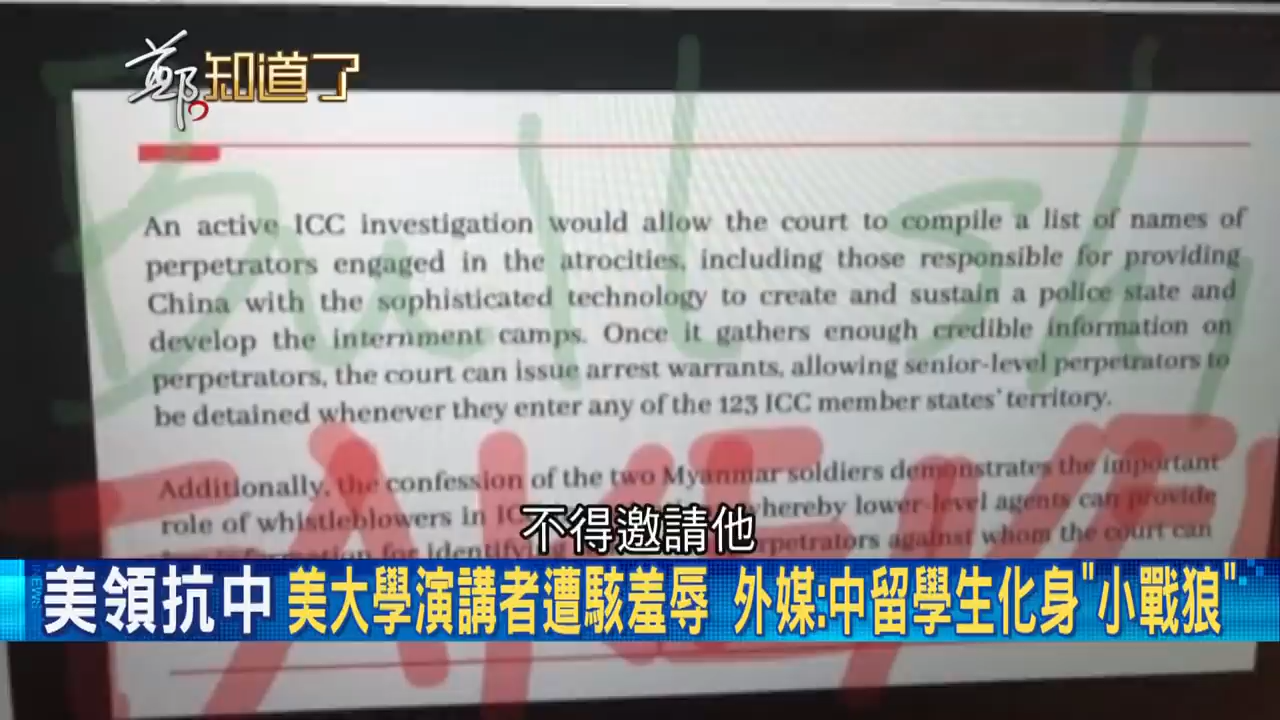 鄭知道了
An active ICC investigation would allow the court to compile a list of names of
perpetrators engaged in the atrocities, including those responsible for providing
China with the sophisticated technology to create and sustain a police state and
develop the internment camps. Once it gathers enough credible information on
perpetrators, the court can issue arrest warrants, allowing senior-level perpetrators to
be detained whenever they enter any of the 123 ICC member states' territory.
Additionally, the confession of the two Myanmar soldiers demonstrates the important
role of whistleblowers in whereby lower-level agents can provide
for identifying perpetrators against whom the court can
Bullsh
FAKE NE
不得邀請他
NEWS
美領抗中 美大學演講者遭駭羞辱 外媒:中留學生化身"小戰狼"